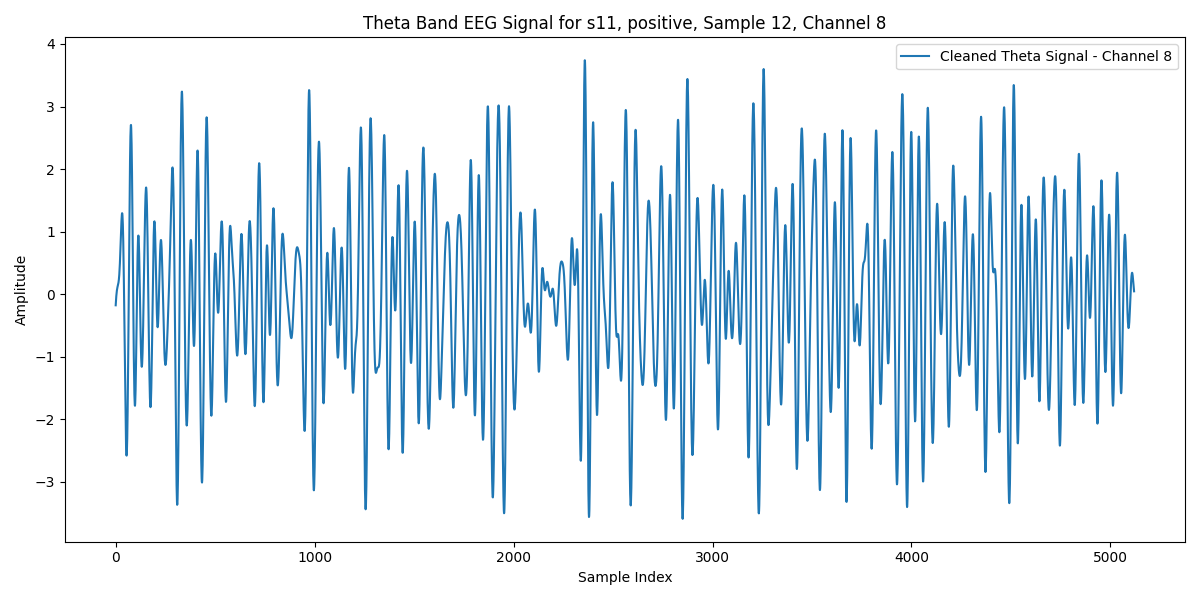 Theta Band EEG Signal for s11, positive, Sample 12, Channel 8
Cleaned Theta Signal - Channel 8
Amplitude
4
3
2
1
0
−1
−2
−3
0 1000 2000 3000 4000 5000
Sample Index